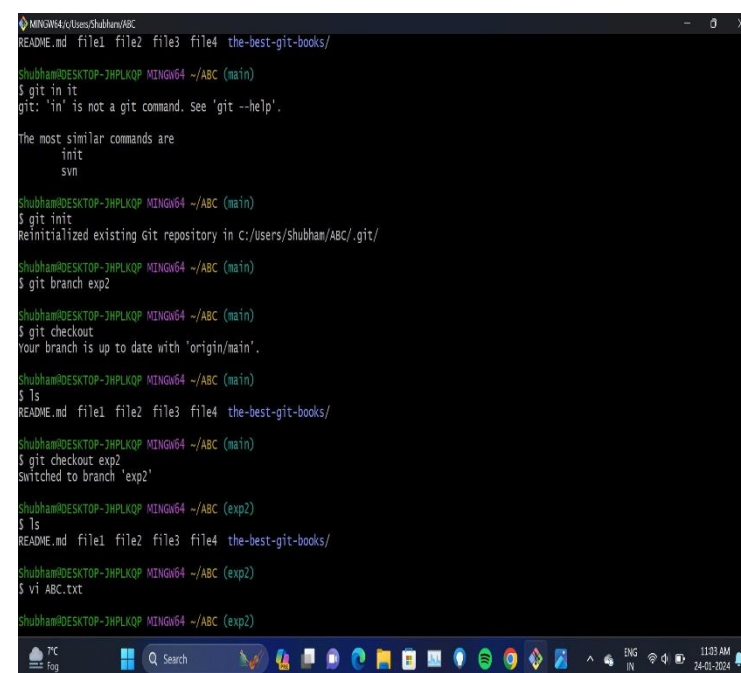 MINGW64:/c/Users/Shubham/ABC
README.md file1 file2 file3 file4 the-best-git-books/
Shubham@DESKTOP-JHPLKQP MINGW64 ~/ABC (main)
$ git in it
git: 'in' is not a git command. See 'git --help'.
The most similar commands are
init
svn
Shubham@DESKTOP-JHPLKQP MINGW64 ~/ABC (main)
$ git init
Reinitialized existing Git repository in C:/Users/Shubham/ABC/.git/
Shubham@DESKTOP-JHPLKQP MINGW64 ~/ABC (main)
$ git branch exp2
Shubham@DESKTOP-JHPLKQP MINGW64 ~/ABC (main)
$ git checkout
Your branch is up to date with 'origin/main'.
Shubham@DESKTOP-JHPLKQP MINGW64 ~/ABC (main)
$ ls
README.md file1 file2 file3 file4 the-best-git-books/
Shubham@DESKTOP-JHPLKQP MINGW64 ~/ABC (main)
$ git checkout exp2
Switched to branch 'exp2'
Shubham@DESKTOP-JHPLKQP MINGW64 ~/ABC (exp2)
$ ls
README.md file1 file2 file3 file4 the-best-git-books/
Shubham@DESKTOP-JHPLKQP MINGW64 ~/ABC (exp2)
$ vi ABC.txt
Shubham@DESKTOP-JHPLKQP MINGW64 ~/ABC (exp2)
7°C
Fog
Search
ENG
IN
11:03 AM
24-01-2024